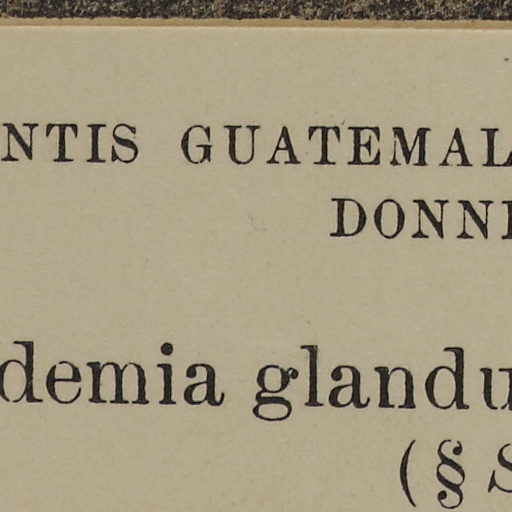 NTIS GUATEMAL
DONN
demia glandu
(§ S